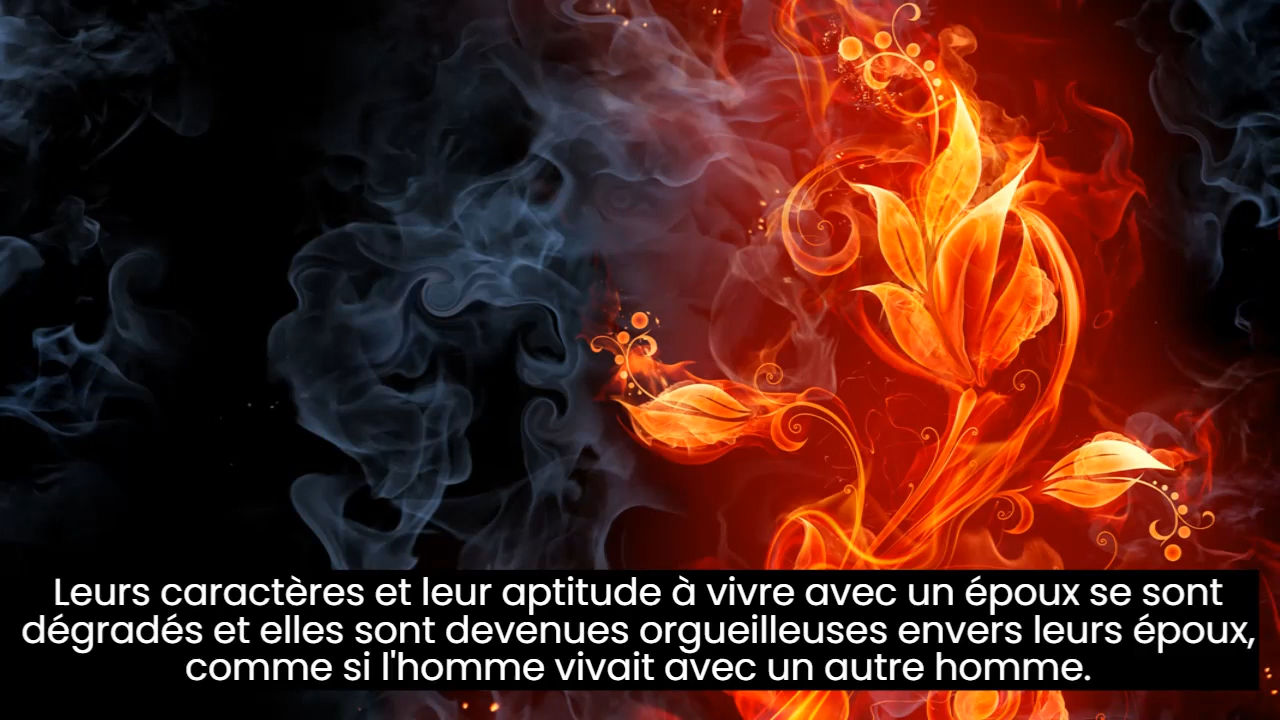 Leurs caractères et leur aptitude à vivre avec un époux se sont
dégradés et elles sont devenues orgueilleuses envers leurs époux,
comme si l'homme vivait avec un autre homme.